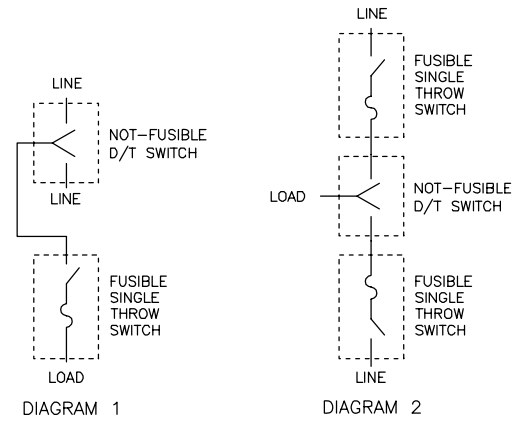 LINE
NOT-FUSIBLE
D/T SWITCH
LINE
FUSIBLE
SINGLE
THROW
SWITCH
LOAD
DIAGRAM 1
LINE
FUSIBLE
SINGLE
THROW
SWITCH
LOAD
NOT-FUSIBLE
D/T SWITCH
FUSIBLE
SINGLE
THROW
SWITCH
LINE
DIAGRAM 2